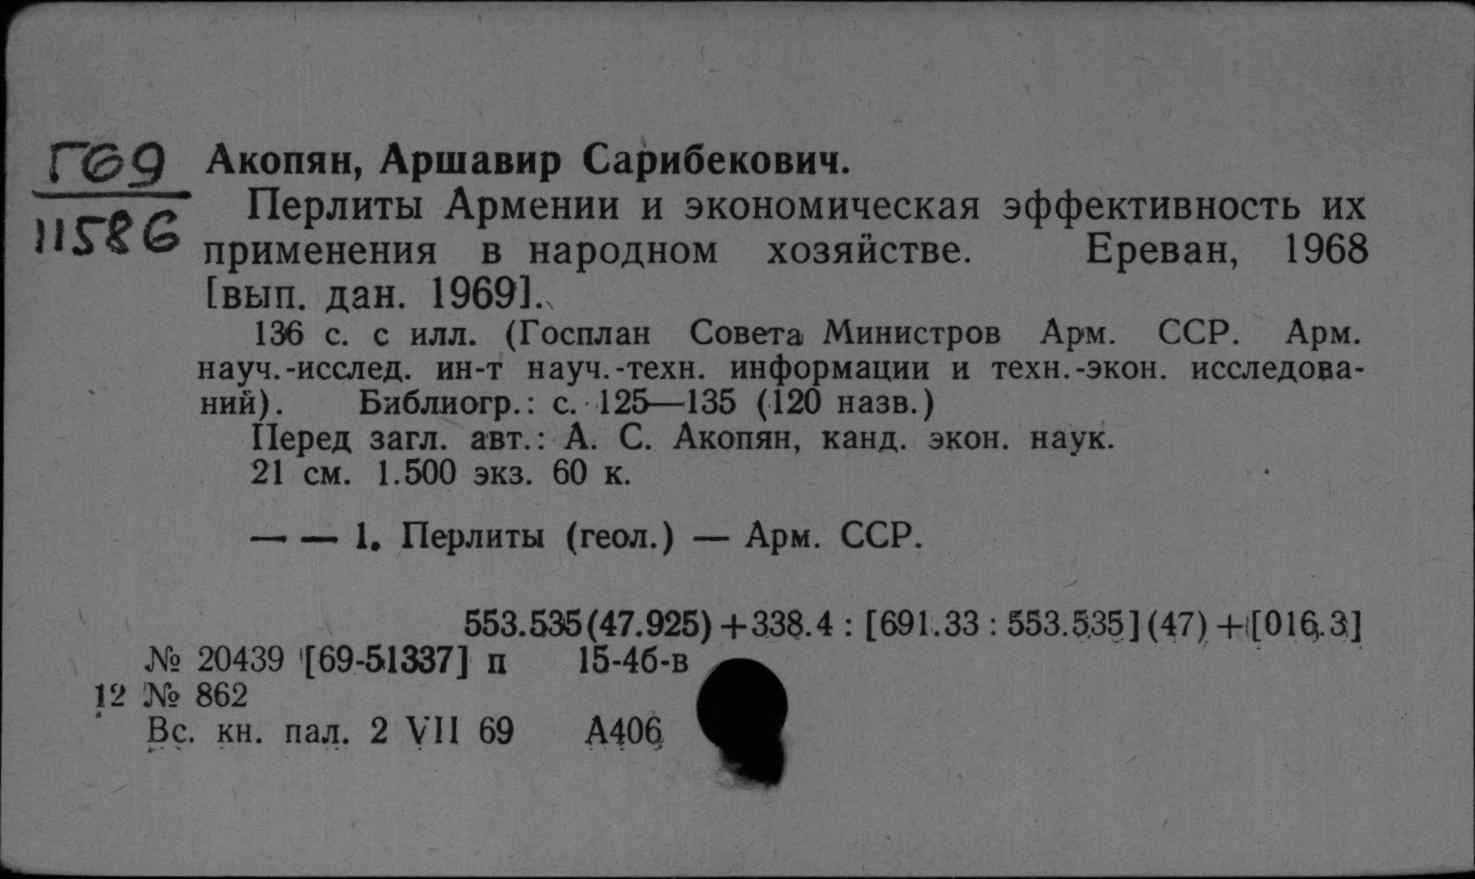 Г69
11586
Акопян, Аршавир Сарибекович.
Перлиты Армении и экономическая эффективность их
применения в народном хозяйстве. Ереван, 1968
[вып. дан. 1969].
136 с. с илл. (Госплан Совета Министров Арм. ССР. Арм.
науч.-исслед. ин-т науч.-техн. информации и техн.-экон. исследова-
ний). Библиогр.: с. 125—135 (120 назв.)
Перед загл. авт.: А. С. Акопян, канд. экон. наук.
21 см. 1.500 экз. 60 к.
— — 1. Перлиты (геол.) — Арм. ССР.
553.535(47.925)+338.4 : [691.33 : 553.535] (47) +[016.3]
№ 20439 [69-51337] п 15-4б-в
12 № 862
Вс. кн. пал. 2 VII 69 А406